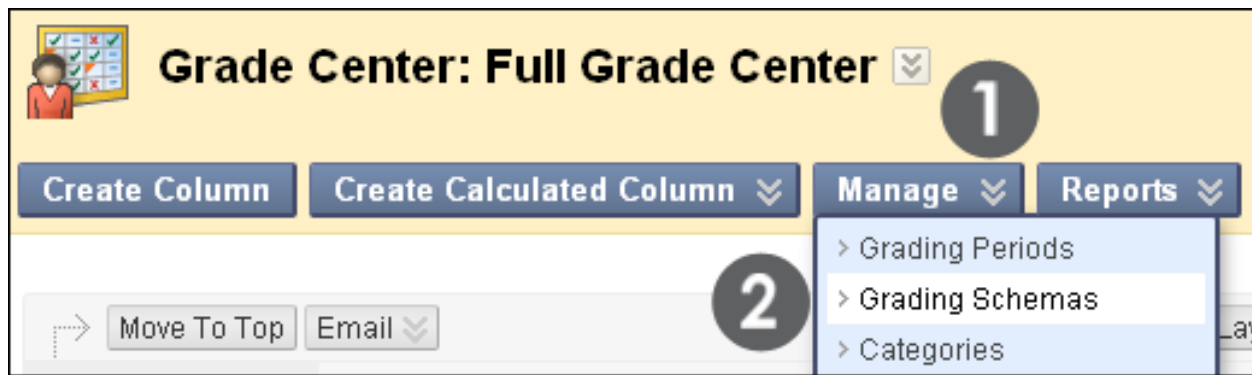 Grade Center: Full Grade Center
1
Create Column Create Calculated Column Manage Reports
> Grading Periods
2
> Grading Schemas
Move To Top Email
> Categories